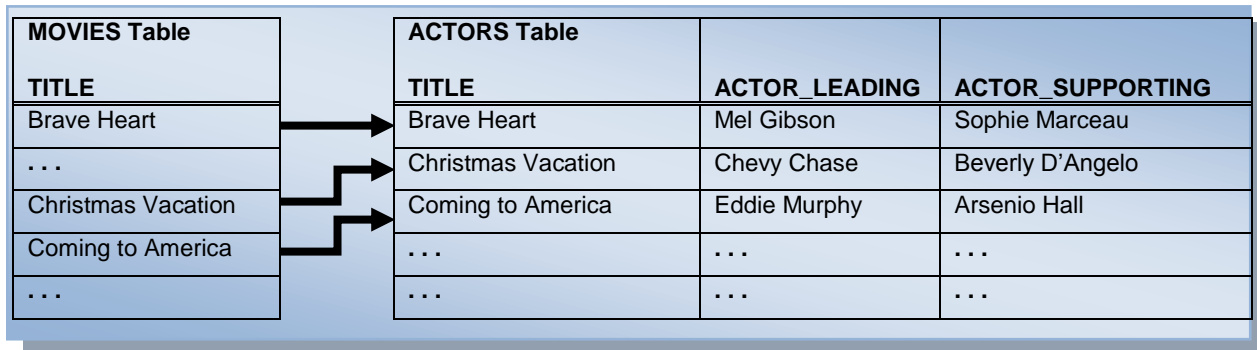 MOVIES Table ACTORS Table
TITLE TITLE ACTOR_LEADING ACTOR_SUPPORTING
Brave Heart Brave Heart Mel Gibson Sophie Marceau
. . . Christmas Vacation Chevy Chase Beverly D’Angelo
Christmas Vacation Coming to America Eddie Murphy Arsenio Hall
Coming to America . . . . . . . . .
. . . . . . . . . . . .